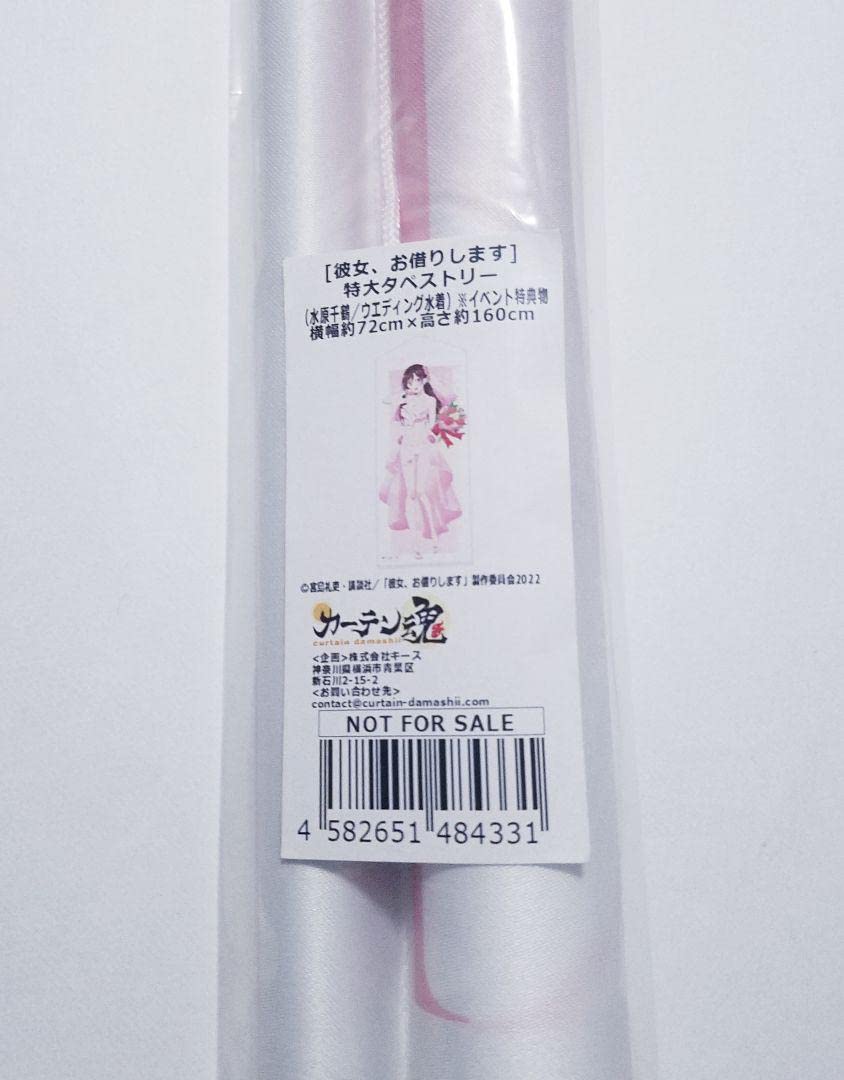 [彼女、お借りします]
特大タペストリー
(水原千鶴/ウエディング水着) ※イベント特典物
横幅約72cm×高さ約160cm
©宮島礼吏・講談社/「彼女、お借りします」製作委員会2022
カーテン魂
curtain damashii
<企画>株式会社キース
神奈川県横浜市青葉区
新石川2-15-2
<お問い合わせ先>
contact@curtain-damashii.com
NOT FOR SALE
4 582651 484331